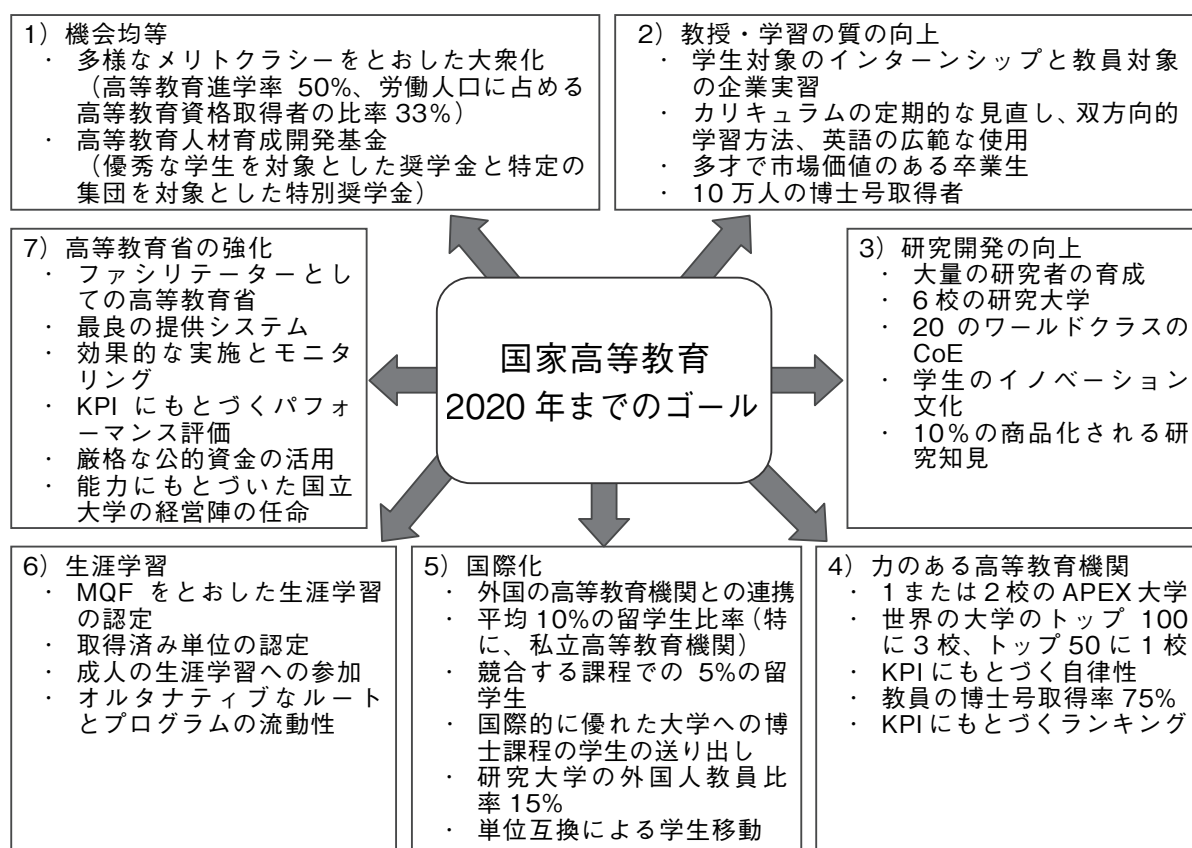 1）機会均等
・ 多様なメリトクラシーをとおした大衆化
（高等教育進学率 50%、労働人口に占める
高等教育資格取得者の比率 33%）
・ 高等教育人材育成開発基金
（優秀な学生を対象とした奨学金と特定の
集団を対象とした特別奨学金）
2）教授・学習の質の向上
・ 学生対象のインターンシップと教員対象
の企業実習
・ カリキュラムの定期的な見直し、双方向的
学習方法、英語の広範な使用
・ 多才で市場価値のある卒業生
・ 10 万人の博士号取得者
国家高等教育
2020 年までのゴール
3）研究開発の向上
・ 大量の研究者の育成
・ 6 校の研究大学
・ 20 のワールドクラスの
CoE
・ 学生のイノベーション
文化
・ 10%の商品化される研
究知見
4）力のある高等教育機関
・ 1 または 2 校の APEX 大学
・ 世界の大学のトップ 100
に 3 校、トップ 50 に 1 校
・ KPI にもとづく自律性
・ 教員の博士号取得率 75%
・ KPI にもとづくランキング
5）国際化
・ 外国の高等教育機関との連携
・ 平均 10%の留学生比率（特
に、私立高等教育機関）
・ 競合する課程での 5%の留
学生
・ 国際的に優れた大学への博
士課程の学生の送り出し
・ 研究大学の外国人教員比
率 15%
・ 単位互換による学生移動
6）生涯学習
・ MQF をとおした生涯学習
の認定
・ 取得済み単位の認定
・ 成人の生涯学習への参加
・ オルタナティブなルート
とプログラムの流動性
7）高等教育省の強化
・ ファシリテーターとし
ての高等教育省
・ 最良の提供システム
・ 効果的な実施とモニタ
リング
・ KPI にもとづくパフォ
ーマンス評価
・ 厳格な公的資金の活用
・ 能力にもとづいた国立
大学の経営陣の任命